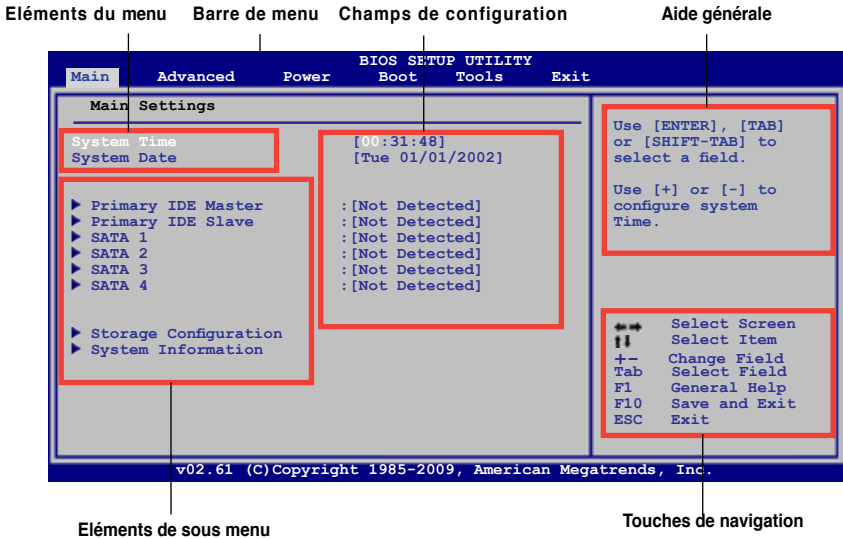 Eléments du menu Barre de menu Champs de configuration Aide générale
BIOS SETUP UTILITY
Main Advanced Power Boot Tools Exit
Main Settings
System Time [00:31:48]
System Date [Tue 01/01/2002]
Primary IDE Master :[Not Detected]
Primary IDE Slave :[Not Detected]
SATA 1 :[Not Detected]
SATA 2 :[Not Detected]
SATA 3 :[Not Detected]
SATA 4 :[Not Detected]
Storage Configuration
System Information
Use [ENTER], [TAB]
or [SHIFT-TAB] to
select a field.
Use [+] or [-] to
configure system
Time.
←→ Select Screen
↑↓ Select Item
+- Change Field
Tab Select Field
F1 General Help
F10 Save and Exit
ESC Exit
v02.61 (C)Copyright 1985-2009, American Megatrends, Inc.
Eléments de sous menu Touches de navigation